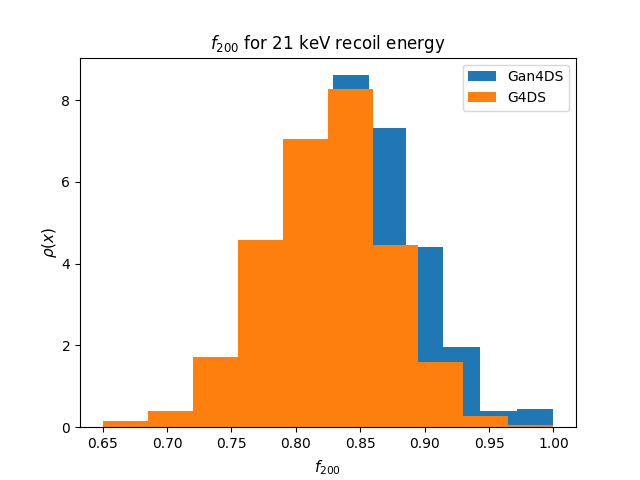 f₂₀₀ for 21 keV recoil energy
Gan4DS
G4DS
ρ(x)
8
6
4
2
0
0.65 0.70 0.75 0.80 0.85 0.90 0.95 1.00
f₂₀₀